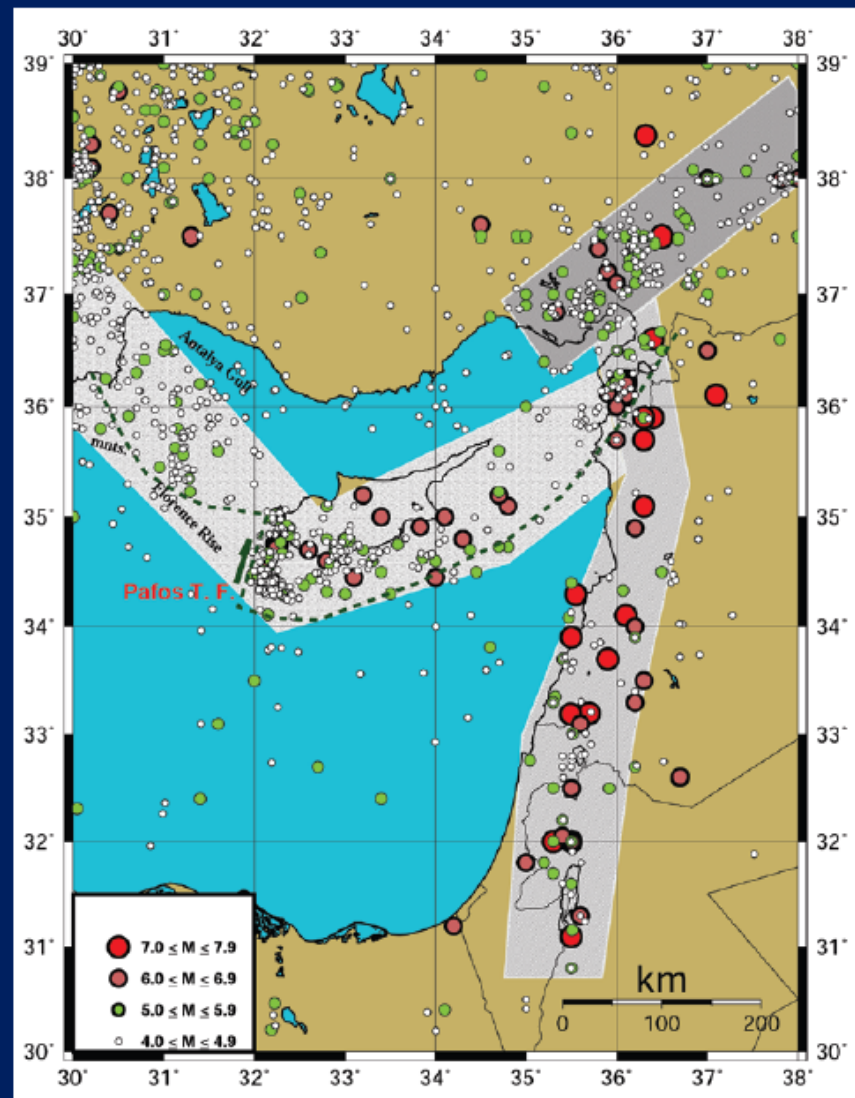 30° 31° 32° 33° 34° 35° 36° 37° 38°
39° 39°
38° 38°
37° 37°
Antalya Golf
36° 36°
mnts.
Florence Rise
35° 35°
Pafos T. F.
34° 34°
33° 33°
32° 32°
7.0 ≤ M ≤ 7.9
31° 31°
6.0 ≤ M ≤ 6.9
km
5.0 ≤ M ≤ 5.9
0 100 200
4.0 ≤ M ≤ 4.9
30° 30°
30° 31° 32° 33° 34° 35° 36° 37° 38°